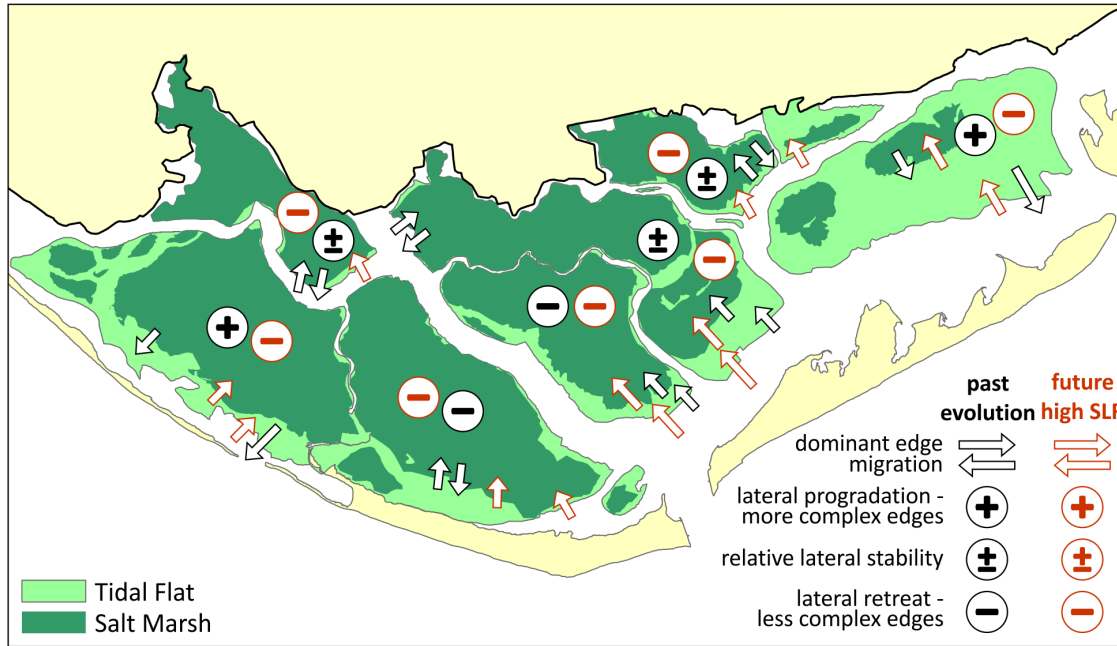 past future
evolution high SLR
dominant edge
migration
lateral progradation -
more complex edges
relative lateral stability
lateral retreat -
less complex edges
Tidal Flat
Salt Marsh